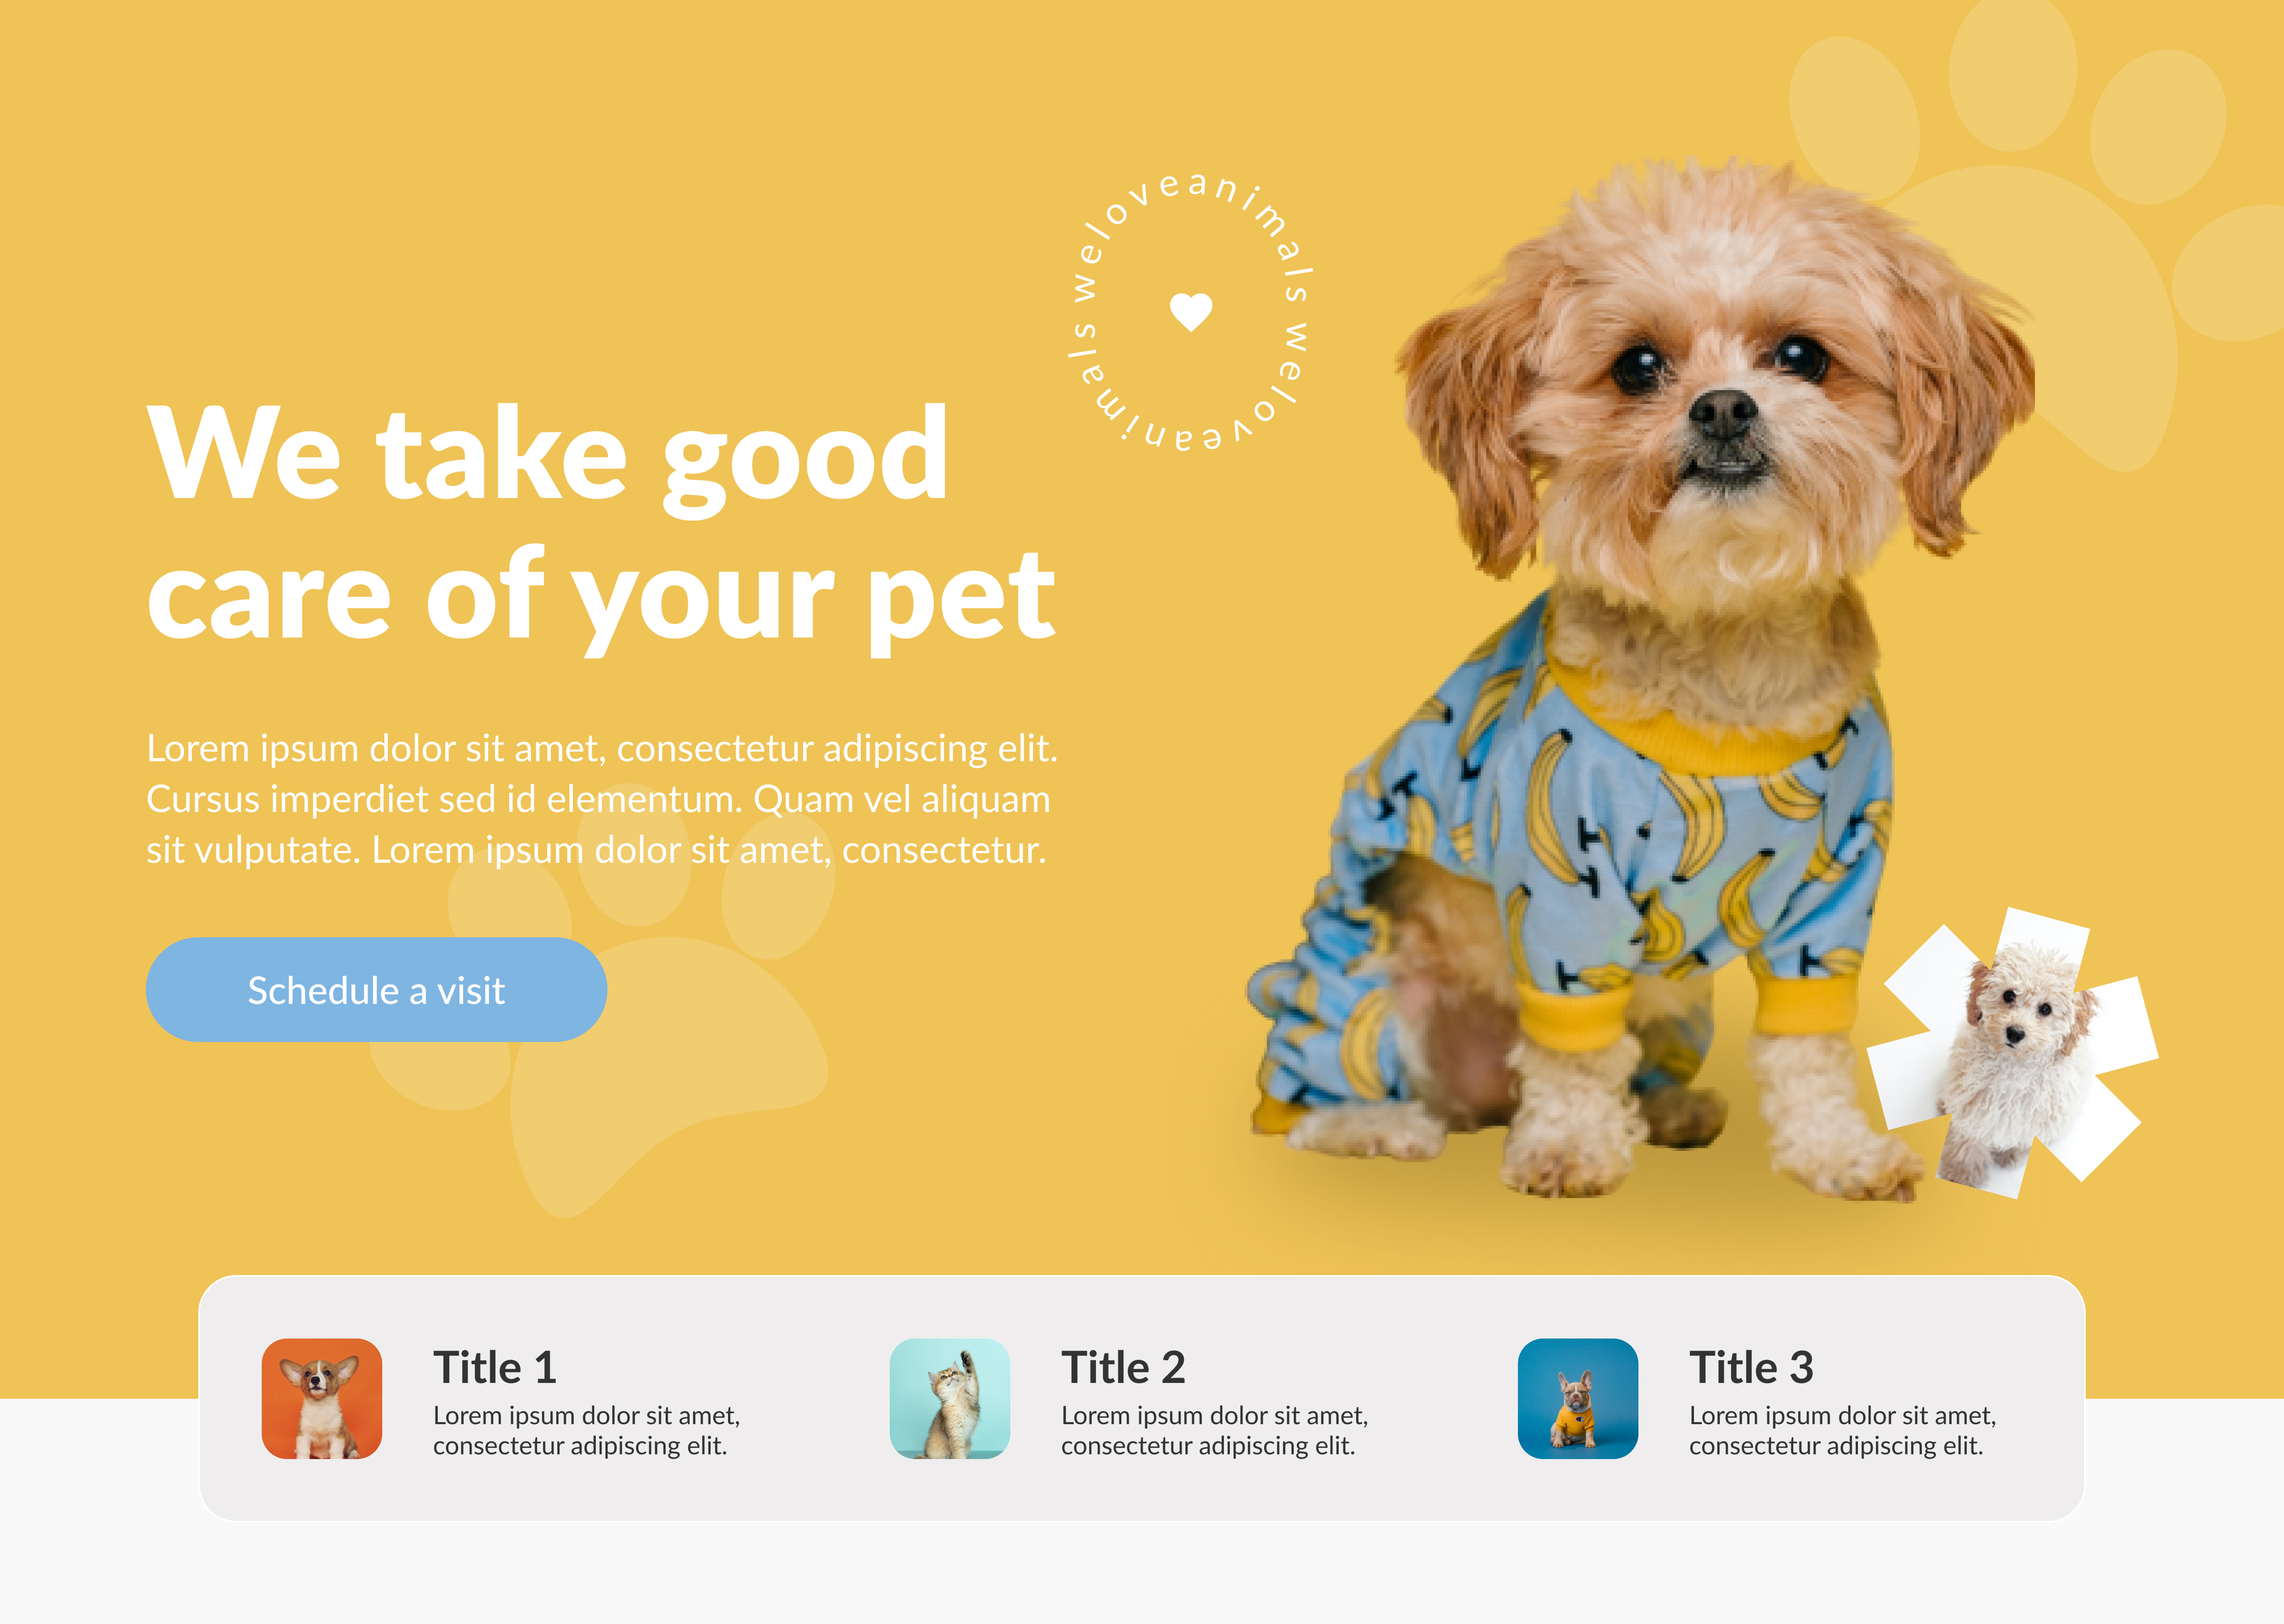 weloveanimals weloveanimals
We take good
care of your pet
Lorem ipsum dolor sit amet, consectetur adipiscing elit.
Cursus imperdiet sed id elementum. Quam vel aliquam
sit vulputate. Lorem ipsum dolor sit amet, consectetur.
Schedule a visit
Title 1
Lorem ipsum dolor sit amet,
consectetur adipiscing elit.
Title 2
Lorem ipsum dolor sit amet,
consectetur adipiscing elit.
Title 3
Lorem ipsum dolor sit amet,
consectetur adipiscing elit.